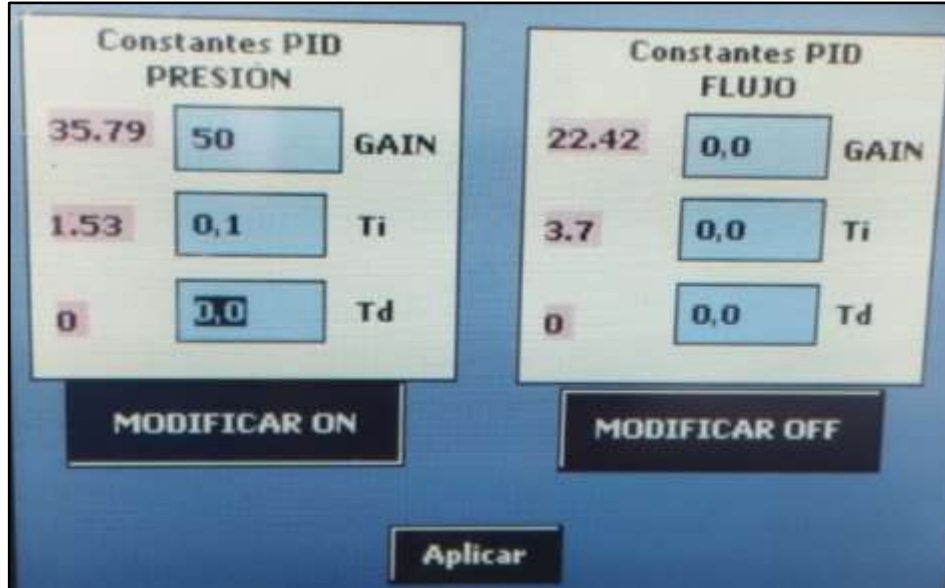 Constantes PID
PRESIÓN
35.79 50 GAIN
1.53 0,1 Ti
0 0,0 Td
MODIFICAR ON
Constantes PID
FLUJO
22.42 0,0 GAIN
3.7 0,0 Ti
0 0,0 Td
MODIFICAR OFF
Aplicar